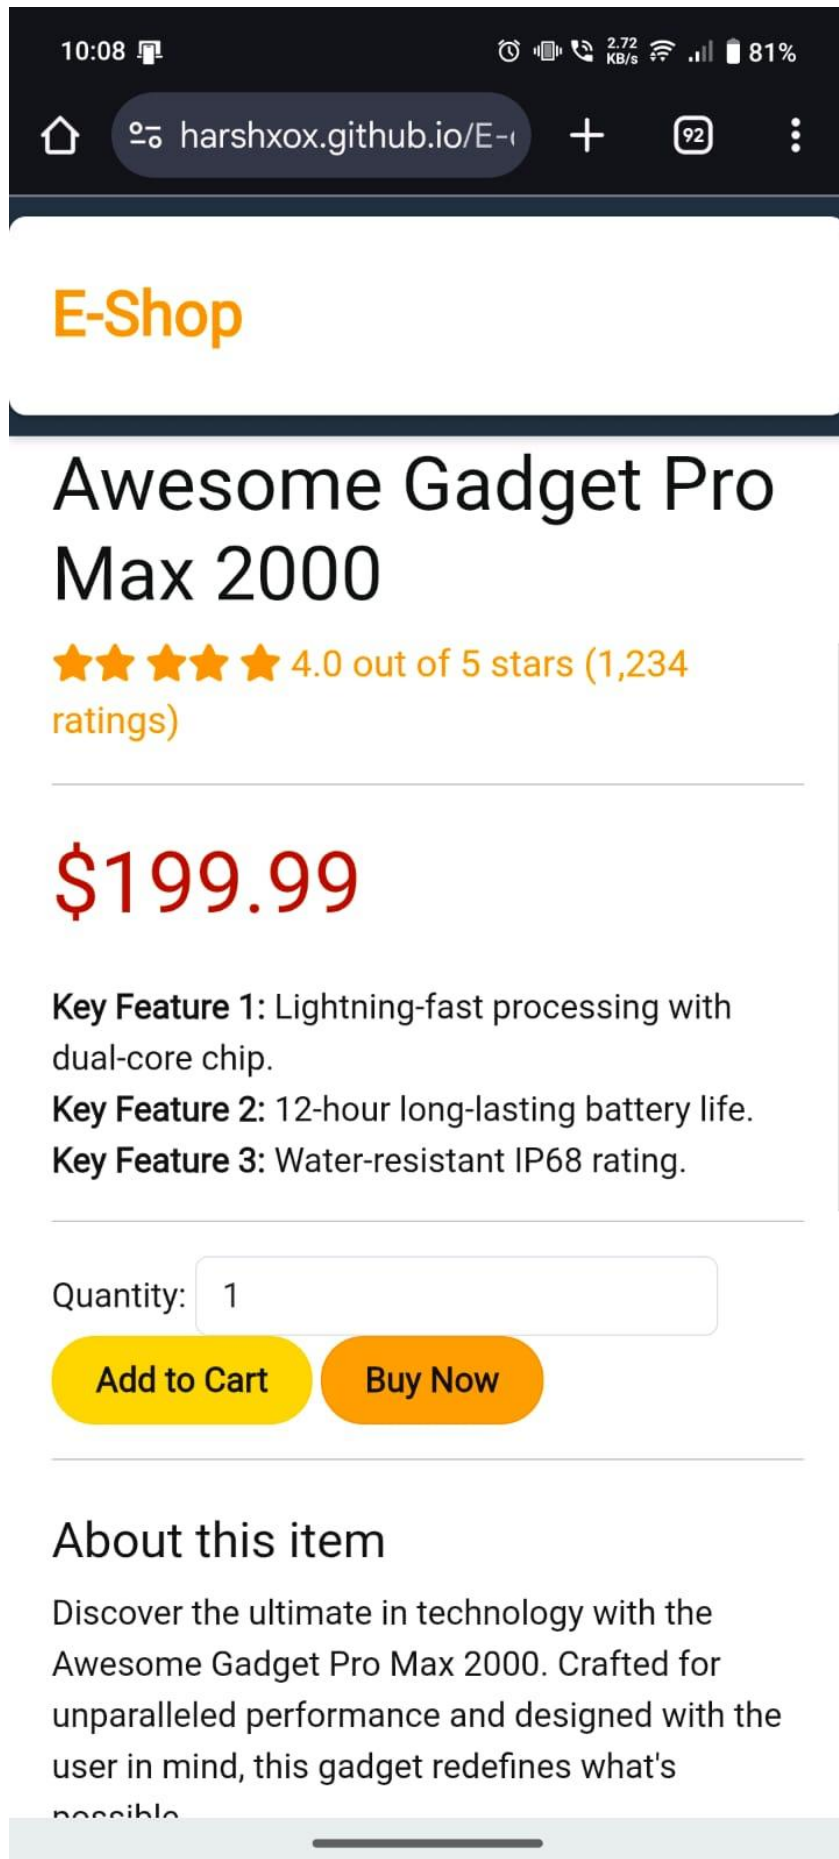 10:08 2.72 KB/s 81%
harshxox.github.io/E- 92
E-Shop
Awesome Gadget Pro
Max 2000
4.0 out of 5 stars (1,234
ratings)
$199.99
Key Feature 1: Lightning-fast processing with
dual-core chip.
Key Feature 2: 12-hour long-lasting battery life.
Key Feature 3: Water-resistant IP68 rating.
Quantity: 1
Add to Cart Buy Now
About this item
Discover the ultimate in technology with the
Awesome Gadget Pro Max 2000. Crafted for
unparalleled performance and designed with the
user in mind, this gadget redefines what's
possible